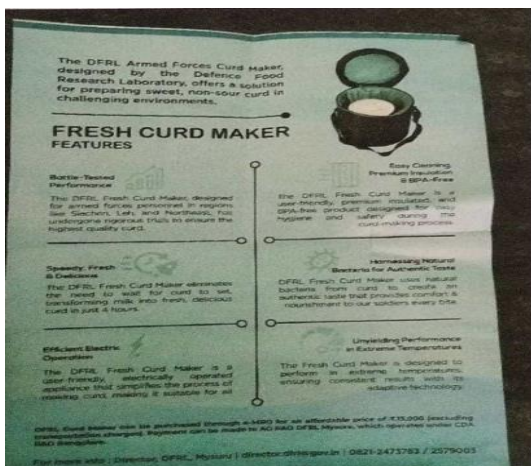 The DFRL Armed Forces Curd Maker,
designed by the Defence Food
Research Laboratory, offers a solution
for preparing sweet, non-sour curd in
challenging environments.
FRESH CURD MAKER
FEATURES
Battle-Tested
Performance
The DFRL Fresh Curd Maker, designed
for armed forces personnel in regions
like Siachen, Leh, and Northeast, has
undergone rigorous trials to ensure the
highest quality curd.
Easy Cleaning,
Premium Insulation
& BPA-Free
the DFRL Fresh Curd Maker is a
user-friendly, premium insulated, and
BPA-free product designed for easy
hygiene and safety during the
curd-making process.
Speedy, Fresh
& Delicious
The DFRL Fresh Curd Maker eliminates
the need to wait for curd to set,
transforming milk into fresh, delicious
curd in just 4 hours.
Harnessing Natural
Bacteria for Authentic Taste
DFRL Fresh Curd Maker uses natural
bacteria from curd to create an
authentic taste that provides comfort &
nourishment to our soldiers every bite.
Efficient Electric
Operation
The DFRL Fresh Curd Maker is a
user-friendly, electrically operated
appliance that simplifies the process of
making curd, making it suitable for all
Unyielding Performance
in Extreme Temperatures
The Fresh Curd Maker is designed to
perform in extreme temperatures,
ensuring consistent results with its
adaptive technology.
DFRL Curd Maker can be purchased through e-MRO for an affordable price of ₹15,000 (excluding
transportation charges). Payment can be made to AO R&D DFRL Mysore, which operates under CDA
R&D Bangalore.
For more info : Director, DFRL, Mysuru | 0821-2473783 / 2579003